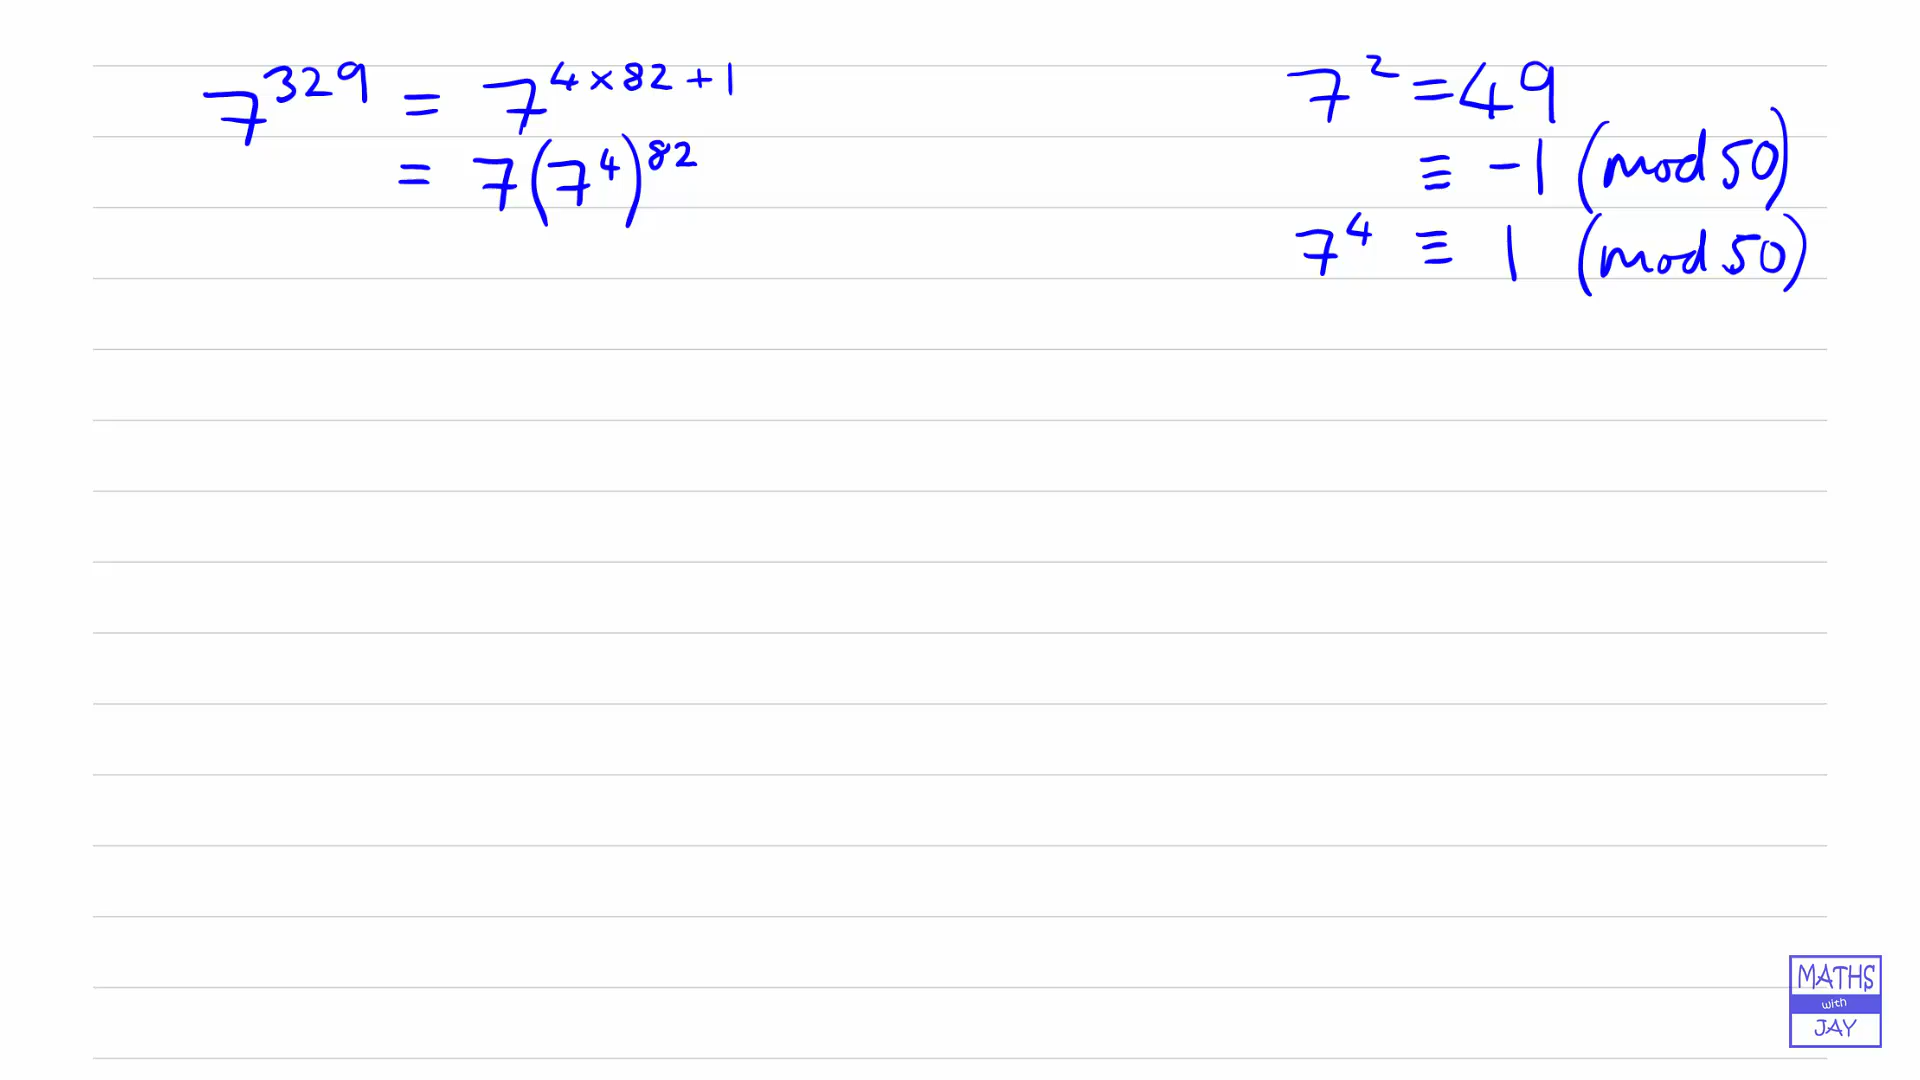 7^329 = 7^(4×82+1)
= 7(7^4)^82
7^2 = 49
≡ -1 (mod 50)
7^4 ≡ 1 (mod 50)
MATHS
with
JAY